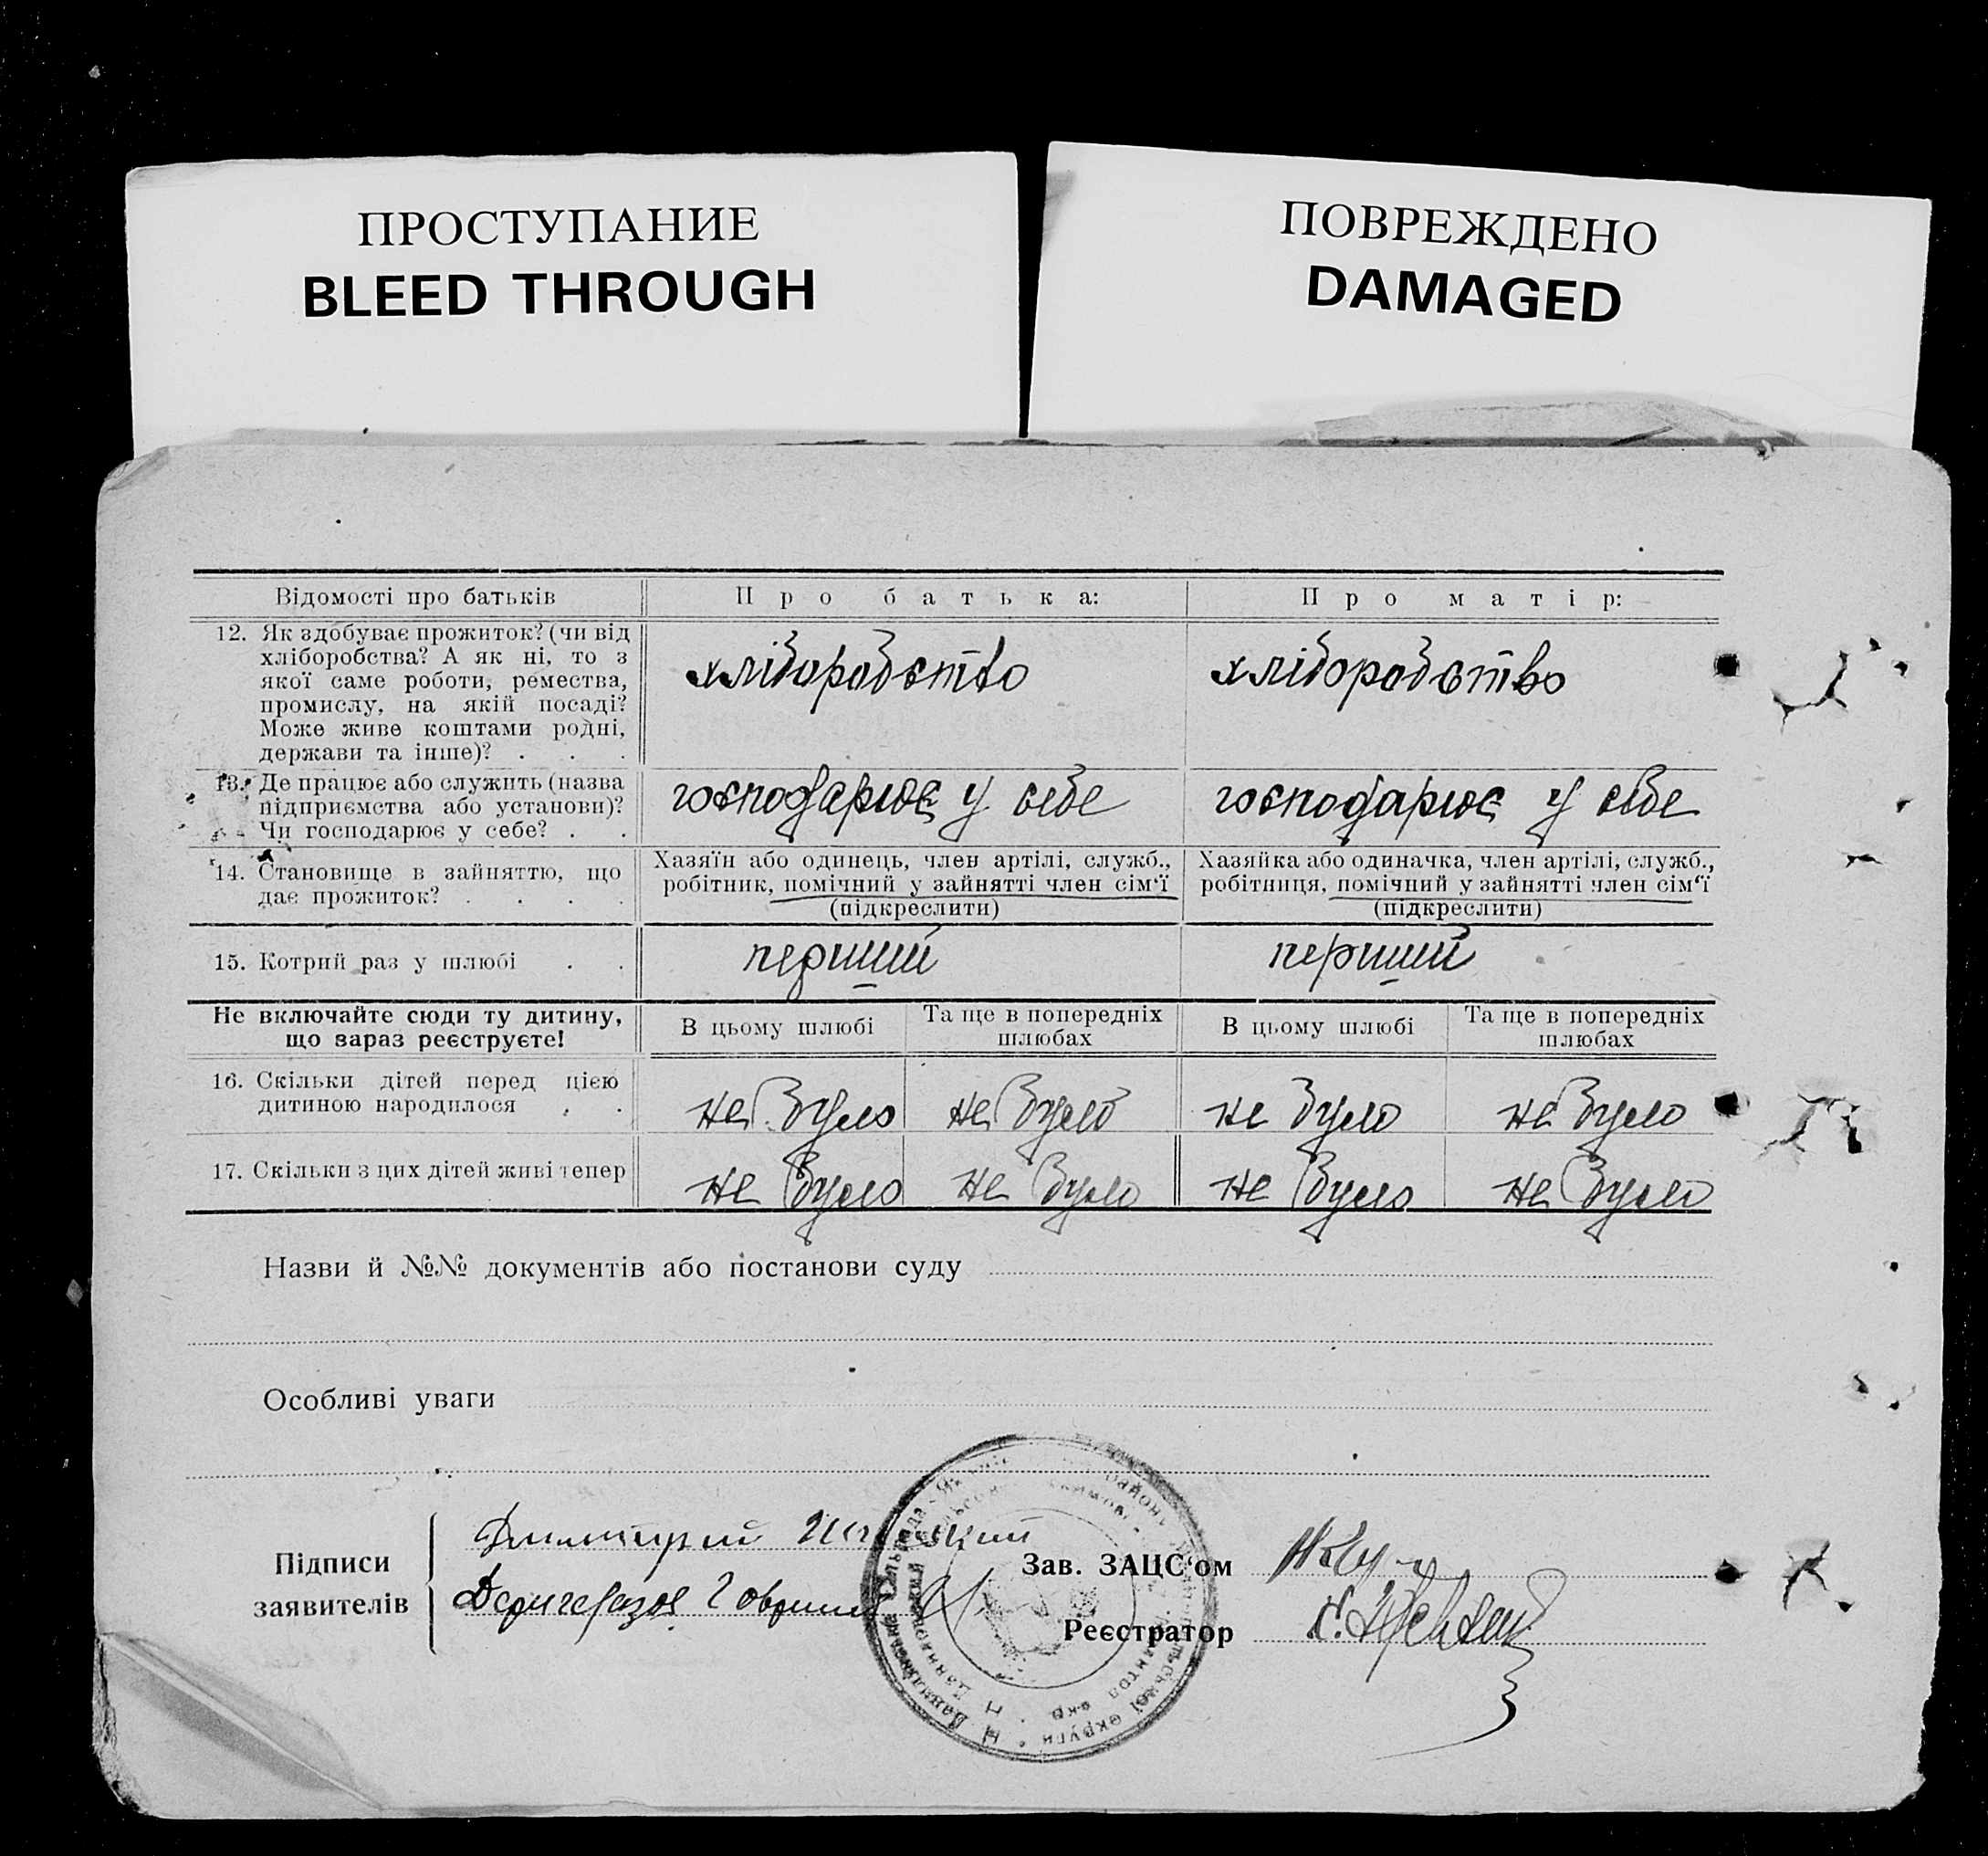 ПРОСТУПАНИЕ
BLEED THROUGH
ПОВРЕЖДЕНО
DAMAGED
Відомості про батьків
Про батька:
Про матір:
12. Як здобуває прожиток? (чи від
хліборобства? А як ні, то з
якої саме роботи, ремества,
промислу, на якій посаді?
Може живе коштами родні,
держави та інше)? . . .
хліборобство
хліборобство
13. Де працює або служить (назва
підприємства або установи)?
Чи господарює у себе? . .
господарює у себе
господарює у себе
14. Становище в зайняттю, що
дає прожиток? . . . .
Хазяїн або одинець, член артілі, служб.,
робітник, помічний у зайнятті член сім‘ї
(підкреслити)
Хазяйка або одиначка, член артілі, служб.,
робітниця, помічний у зайнятті член сім‘ї
(підкреслити)
15. Котрий раз у шлюбі . .
перший
перший
Не включайте сюди ту дитину,
що зараз реєструєте!
В цьому шлюбі
Та ще в попередніх
шлюбах
В цьому шлюбі
Та ще в попередніх
шлюбах
16. Скільки дітей перед цією
дитиною народилося . .
не було
не було
не було
не було
17. Скільки з цих дітей живі тепер
не було
не було
не було
не було
Назви й №№ документів або постанови суду
Особливі уваги
Підписи
заявителів
Димитрий
Зав. ЗАЦС‘ом
Реєстратор
округи